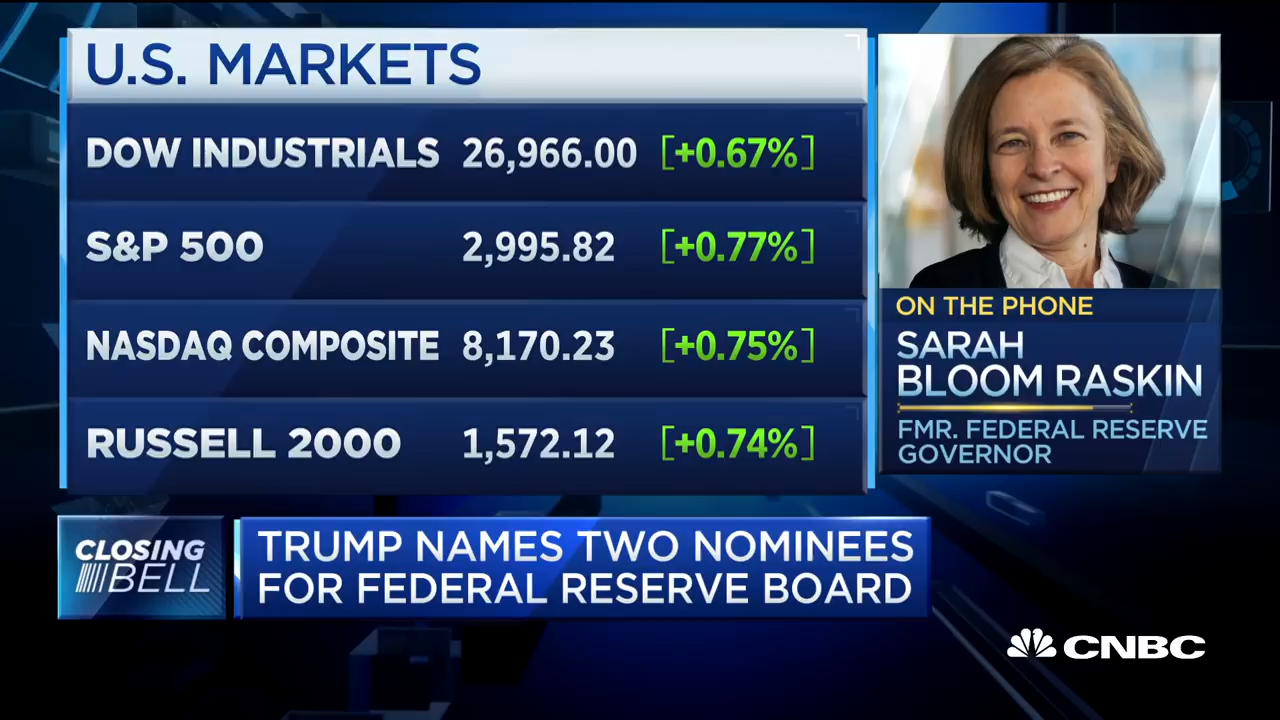 U.S. MARKETS
DOW INDUSTRIALS 26,966.00 [+0.67%]
S&P 500 2,995.82 [+0.77%]
NASDAQ COMPOSITE 8,170.23 [+0.75%]
RUSSELL 2000 1,572.12 [+0.74%]
ON THE PHONE
SARAH
BLOOM RASKIN
FMR. FEDERAL RESERVE
GOVERNOR
CLOSING
BELL
TRUMP NAMES TWO NOMINEES
FOR FEDERAL RESERVE BOARD
CNBC